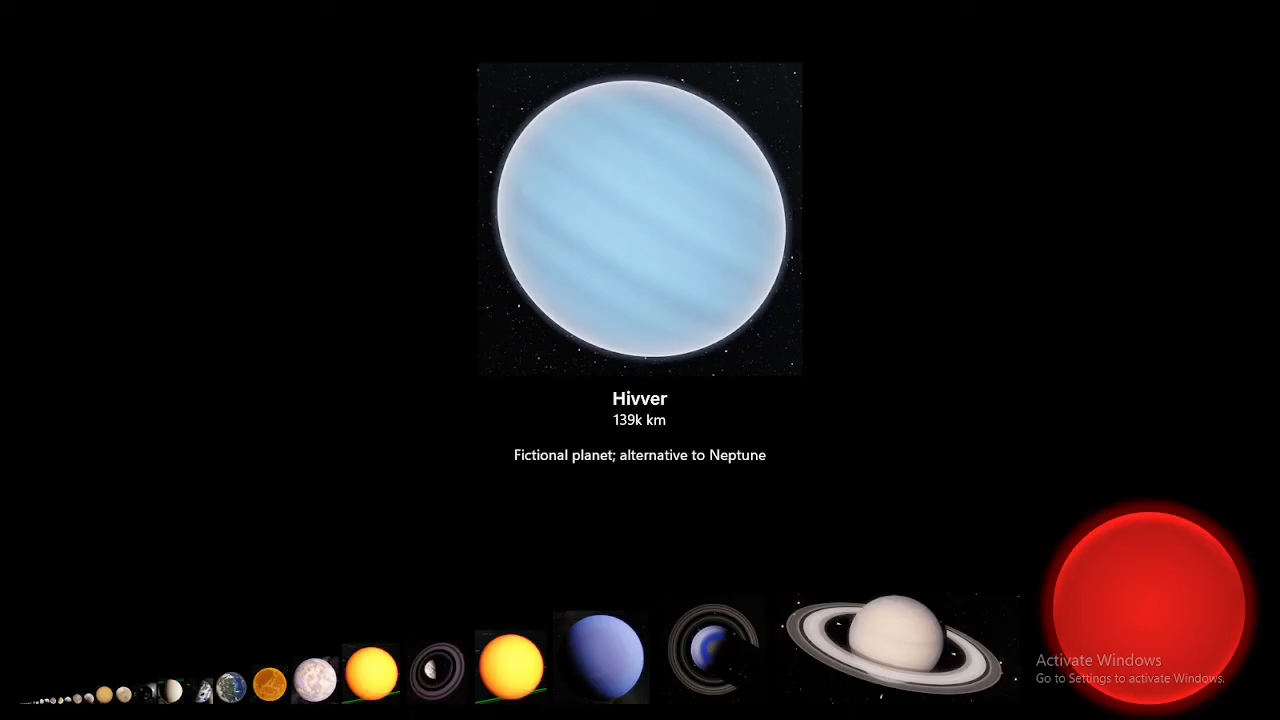 Hivver
139k km
Fictional planet; alternative to Neptune
Activate Windows
Go to Settings to activate Windows.